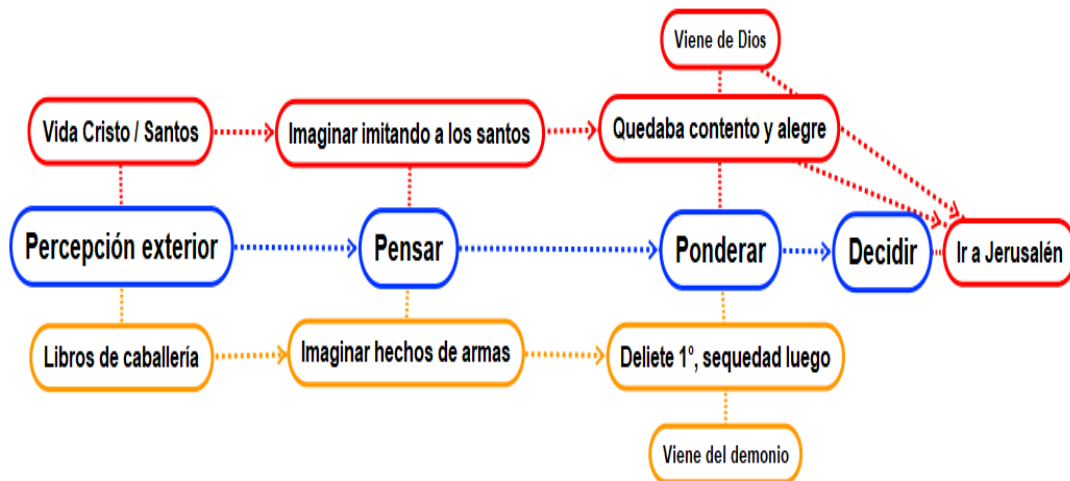 Viene de Dios
Vida Cristo / Santos
Imaginar imitando a los santos
Quedaba contento y alegre
Percepción exterior
Pensar
Ponderar
Decidir
Ir a Jerusalén
Libros de caballería
Imaginar hechos de armas
Deliete 1°, sequedad luego
Viene del demonio